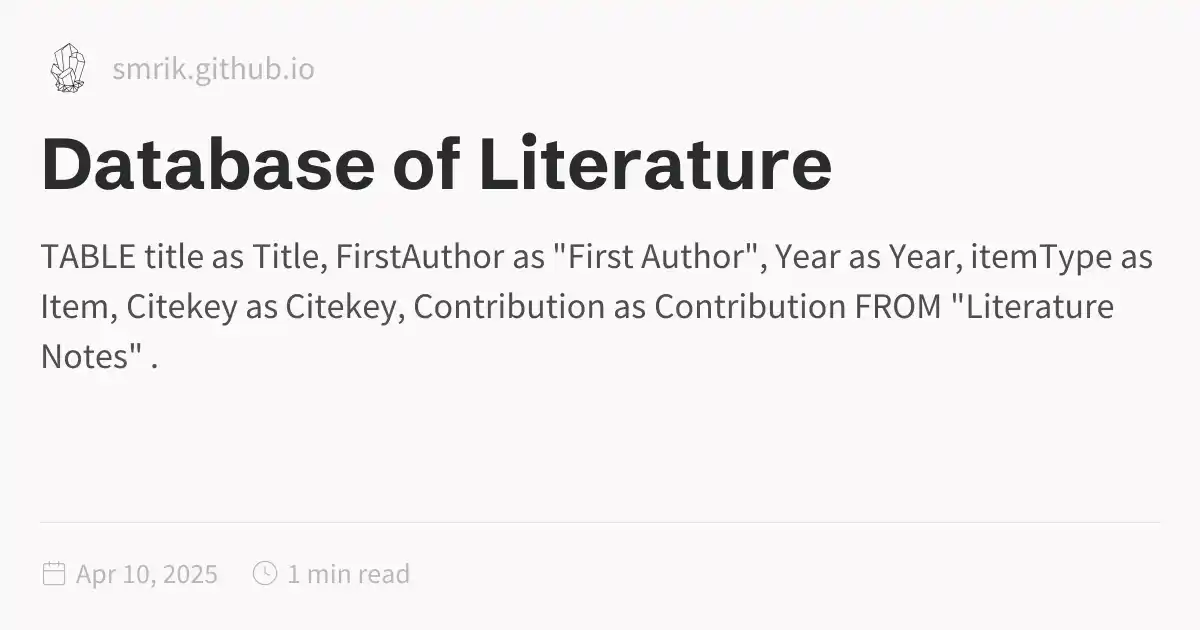 smrik.github.io
Database of Literature
TABLE title as Title, FirstAuthor as "First Author", Year as Year, itemType as
Item, Citekey as Citekey, Contribution as Contribution FROM "Literature
Notes" .
Apr 10, 2025 1 min read